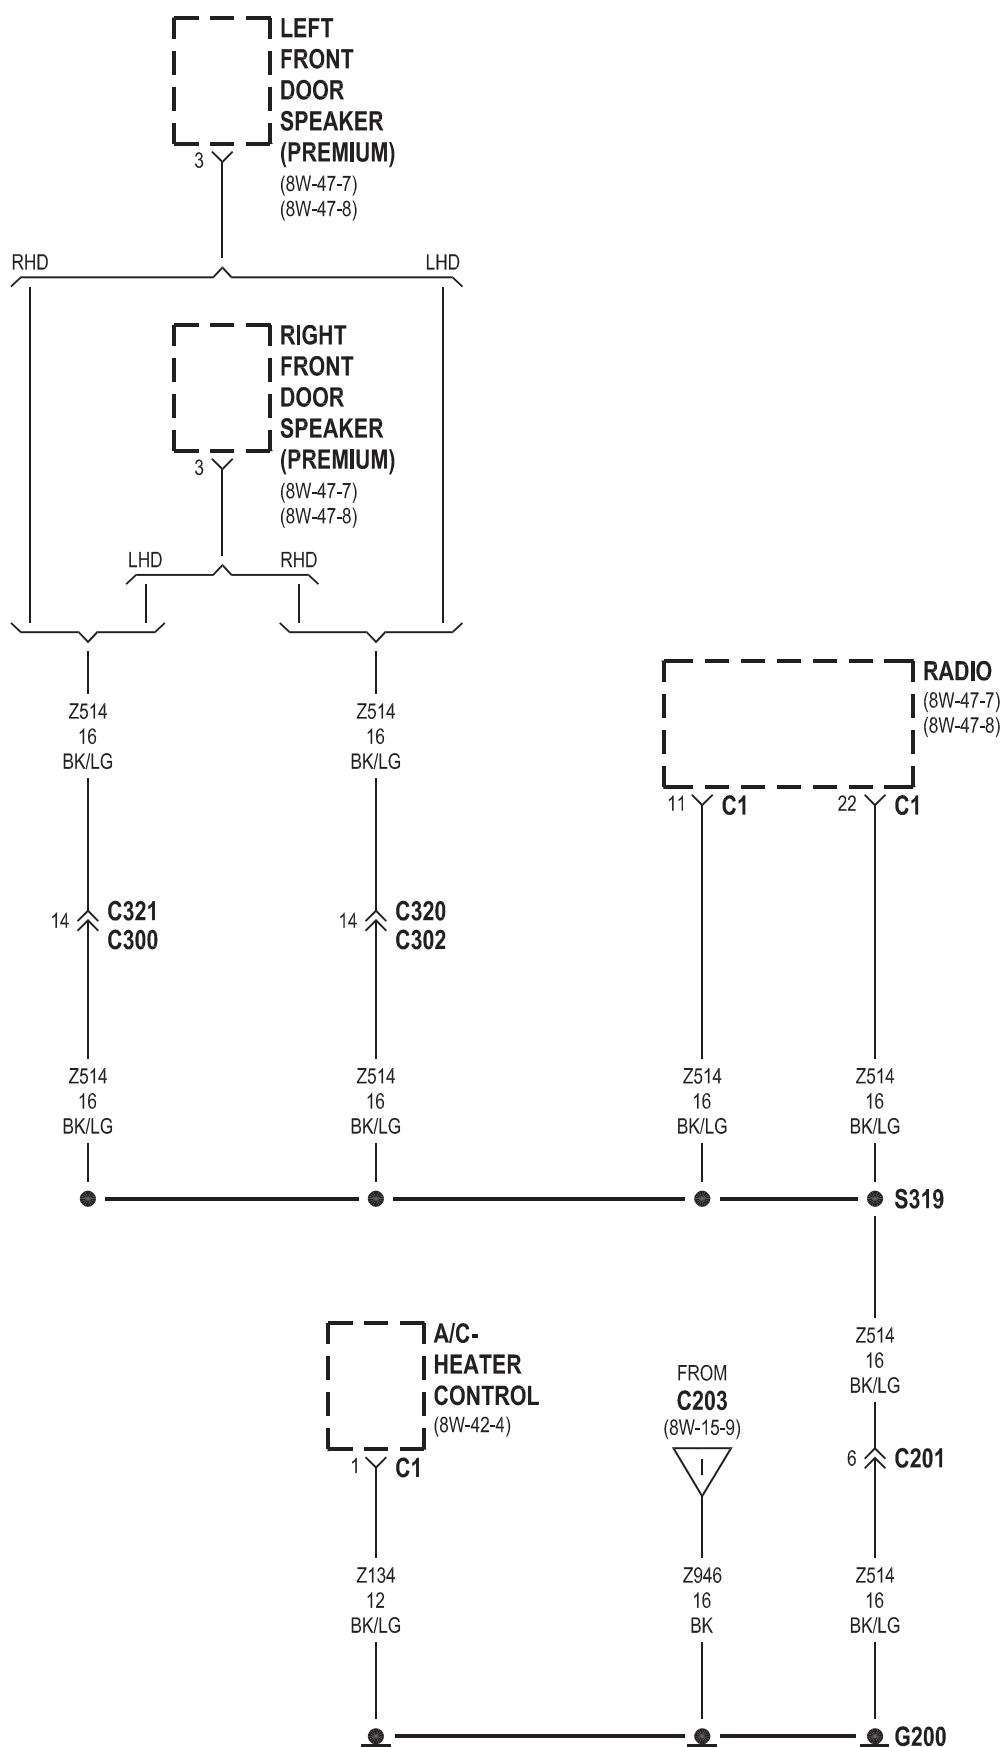 LEFT
FRONT
DOOR
SPEAKER
(PREMIUM)
(8W-47-7)
(8W-47-8)
3
RHD
LHD
RIGHT
FRONT
DOOR
SPEAKER
(PREMIUM)
(8W-47-7)
(8W-47-8)
3
LHD
RHD
RADIO
(8W-47-7)
(8W-47-8)
11
C1
22
C1
Z514
16
BK/LG
Z514
16
BK/LG
14
C321
C300
14
C320
C302
Z514
16
BK/LG
Z514
16
BK/LG
Z514
16
BK/LG
Z514
16
BK/LG
S319
A/C-
HEATER
CONTROL
(8W-42-4)
1
C1
FROM
C203
(8W-15-9)
I
Z514
16
BK/LG
6
C201
Z134
12
BK/LG
Z946
16
BK
Z514
16
BK/LG
G200